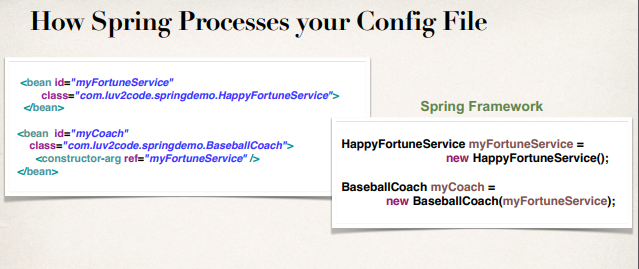 How Spring Processes your Config File
<bean id="myFortuneService"
class="com.luv2code.springdemo.HappyFortuneService">
</bean>
<bean id="myCoach"
class="com.luv2code.springdemo.BaseballCoach">
<constructor-arg ref="myFortuneService" />
</bean>
Spring Framework
HappyFortuneService myFortuneService =
new HappyFortuneService();
BaseballCoach myCoach =
new BaseballCoach(myFortuneService);